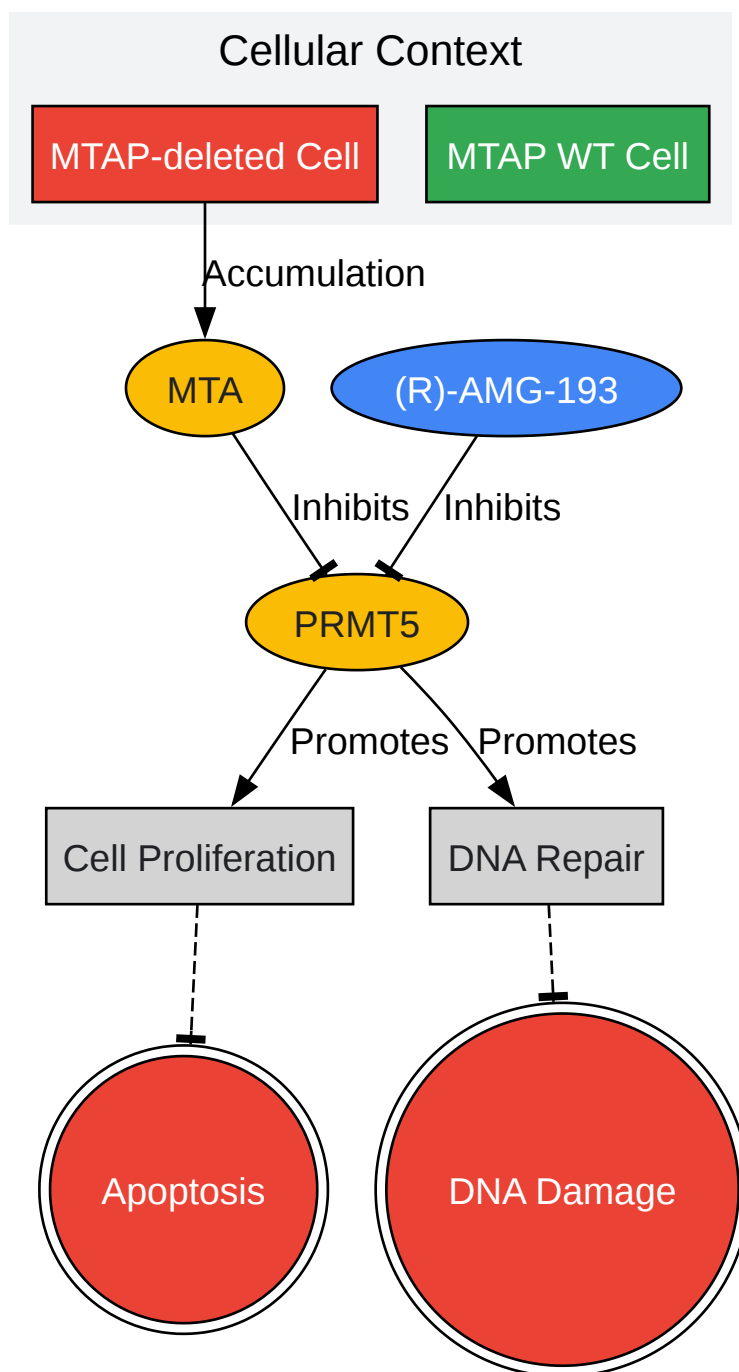 Cellular Context
MTAP-deleted Cell
MTAP WT Cell
Accumulation
MTA
(R)-AMG-193
Inhibits
Inhibits
PRMT5
Promotes
Promotes
Cell Proliferation
DNA Repair
Apoptosis
DNA Damage